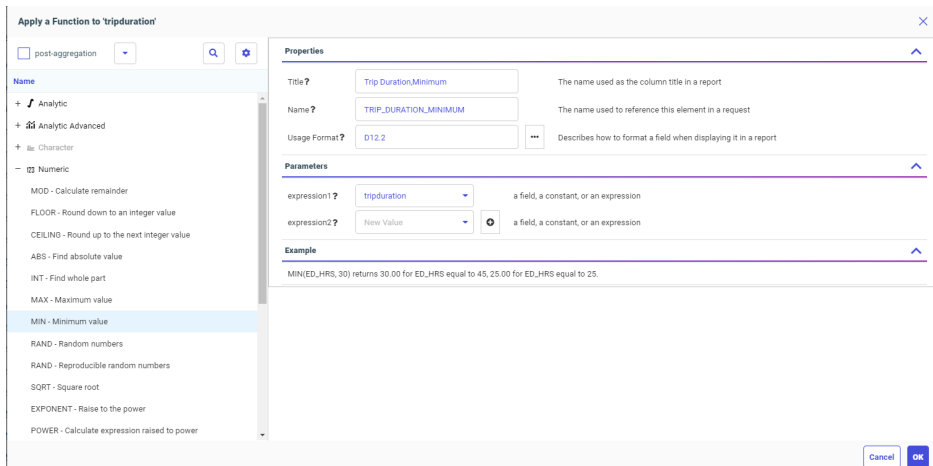 Apply a Function to 'tripduration'
post-aggregation
Name
+ Analytic
+ Analytic Advanced
+ Character
− Numeric
MOD - Calculate remainder
FLOOR - Round down to an integer value
CEILING - Round up to the next integer value
ABS - Find absolute value
INT - Find whole part
MAX - Maximum value
MIN - Minimum value
RAND - Random numbers
RAND - Reproducible random numbers
SQRT - Square root
EXPONENT - Raise to the power
POWER - Calculate expression raised to power
Properties
Title? Trip Duration,Minimum The name used as the column title in a report
Name? TRIP_DURATION_MINIMUM The name used to reference this element in a request
Usage Format? D12.2 ••• Describes how to format a field when displaying it in a report
Parameters
expression1? tripduration a field, a constant, or an expression
expression2? New Value a field, a constant, or an expression
Example
MIN(ED_HRS, 30) returns 30.00 for ED_HRS equal to 45, 25.00 for ED_HRS equal to 25.
Cancel OK